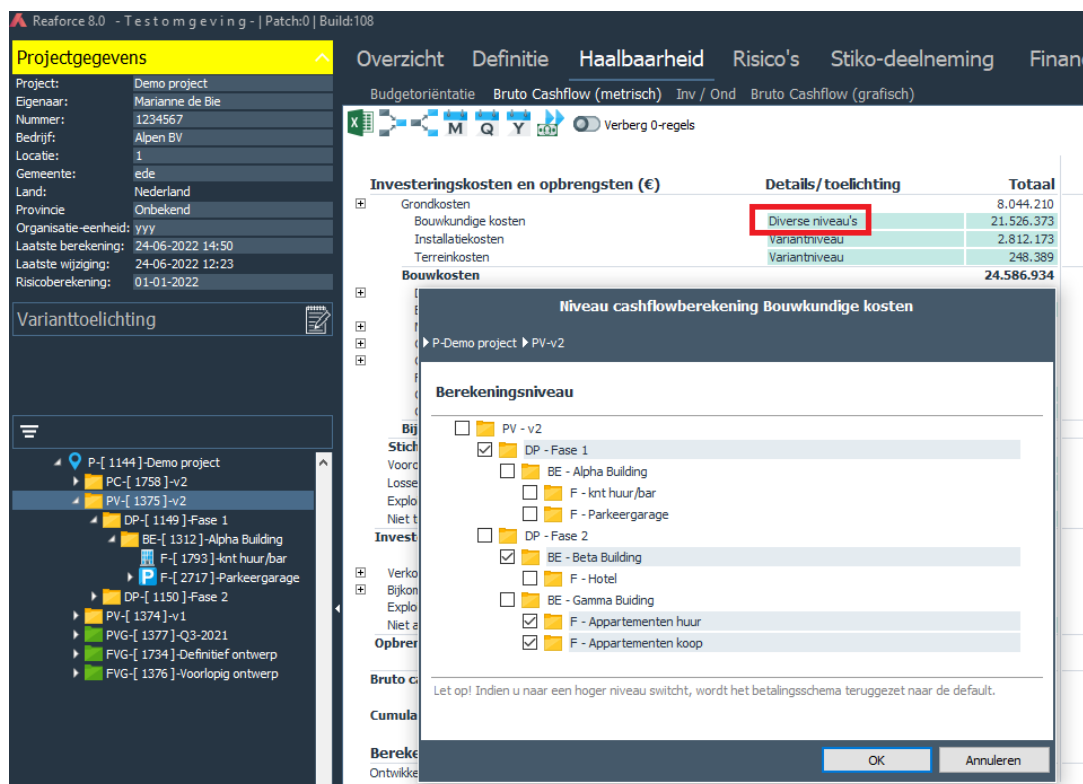 Reaforce 8.0 - T e s t o m g e v i n g - | Patch:0 | Build:108
Projectgegevens
Project: Demo project
Eigenaar: Marianne de Bie
Nummer: 1234567
Bedrijf: Alpen BV
Locatie: 1
Gemeente: ede
Land: Nederland
Provincie Onbekend
Organisatie-eenheid: yyy
Laatste berekening: 24-06-2022 14:50
Laatste wijziging: 24-06-2022 12:23
Risicoberekening: 01-01-2022
Varianttoelichting
P-[ 1144 ]-Demo project
PC-[ 1758 ]-v2
PV-[ 1375 ]-v2
DP-[ 1149 ]-Fase 1
BE-[ 1312 ]-Alpha Building
F-[ 1793 ]-knt huur/bar
P F-[ 2717 ]-Parkeergarage
DP-[ 1150 ]-Fase 2
PV-[ 1374 ]-v1
PVG-[ 1377 ]-Q3-2021
FVG-[ 1734 ]-Definitief ontwerp
FVG-[ 1376 ]-Voorlopig ontwerp
Overzicht Definitie Haalbaarheid Risico's Stiko-deelneming Finan
Budgetoriëntatie Bruto Cashflow (metrisch) Inv / Ond Bruto Cashflow (grafisch)
M Q Y Verberg 0-regels
Investeringskosten en opbrengsten (€) Details/toelichting Totaal
Grondkosten 8.044.210
Bouwkundige kosten Diverse niveau's 21.526.373
Installatiekosten Variantniveau 2.812.173
Terreinkosten Variantniveau 248.389
Bouwkosten 24.586.934
Bij
Stich
Voorc
Losse
Explo
Niet t
Invest
Verko
Bijkon
Explo
Niet a
Opbrer
Bruto ca
Cumula
Bereke
Ontwikke
Niveau cashflowberekening Bouwkundige kosten
P-Demo project PV-v2
Berekeningsniveau
PV - v2
DP - Fase 1
BE - Alpha Building
F - knt huur/bar
F - Parkeergarage
DP - Fase 2
BE - Beta Building
F - Hotel
BE - Gamma Buiding
F - Appartementen huur
F - Appartementen koop
Let op! Indien u naar een hoger niveau switcht, wordt het betalingsschema teruggezet naar de default.
OK Annuleren